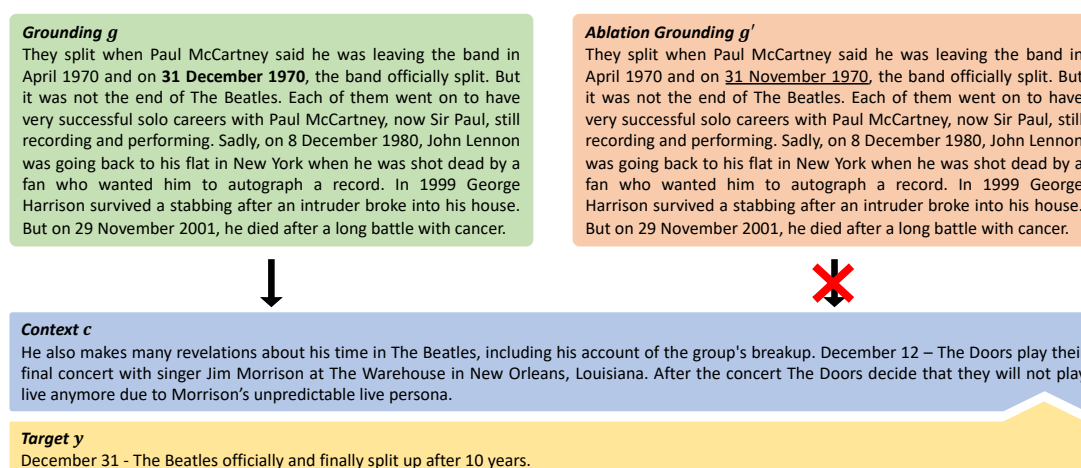 Grounding g
They split when Paul McCartney said he was leaving the band in
April 1970 and on 31 December 1970, the band officially split. But
it was not the end of The Beatles. Each of them went on to have
very successful solo careers with Paul McCartney, now Sir Paul, still
recording and performing. Sadly, on 8 December 1980, John Lennon
was going back to his flat in New York when he was shot dead by a
fan who wanted him to autograph a record. In 1999 George
Harrison survived a stabbing after an intruder broke into his house.
But on 29 November 2001, he died after a long battle with cancer.
Ablation Grounding g′
They split when Paul McCartney said he was leaving the band in
April 1970 and on 31 November 1970, the band officially split. But
it was not the end of The Beatles. Each of them went on to have
very successful solo careers with Paul McCartney, now Sir Paul, still
recording and performing. Sadly, on 8 December 1980, John Lennon
was going back to his flat in New York when he was shot dead by a
fan who wanted him to autograph a record. In 1999 George
Harrison survived a stabbing after an intruder broke into his house.
But on 29 November 2001, he died after a long battle with cancer.
Context c
He also makes many revelations about his time in The Beatles, including his account of the group's breakup. December 12 – The Doors play thei
final concert with singer Jim Morrison at The Warehouse in New Orleans, Louisiana. After the concert The Doors decide that they will not play
live anymore due to Morrison’s unpredictable live persona.
Target y
December 31 - The Beatles officially and finally split up after 10 years.